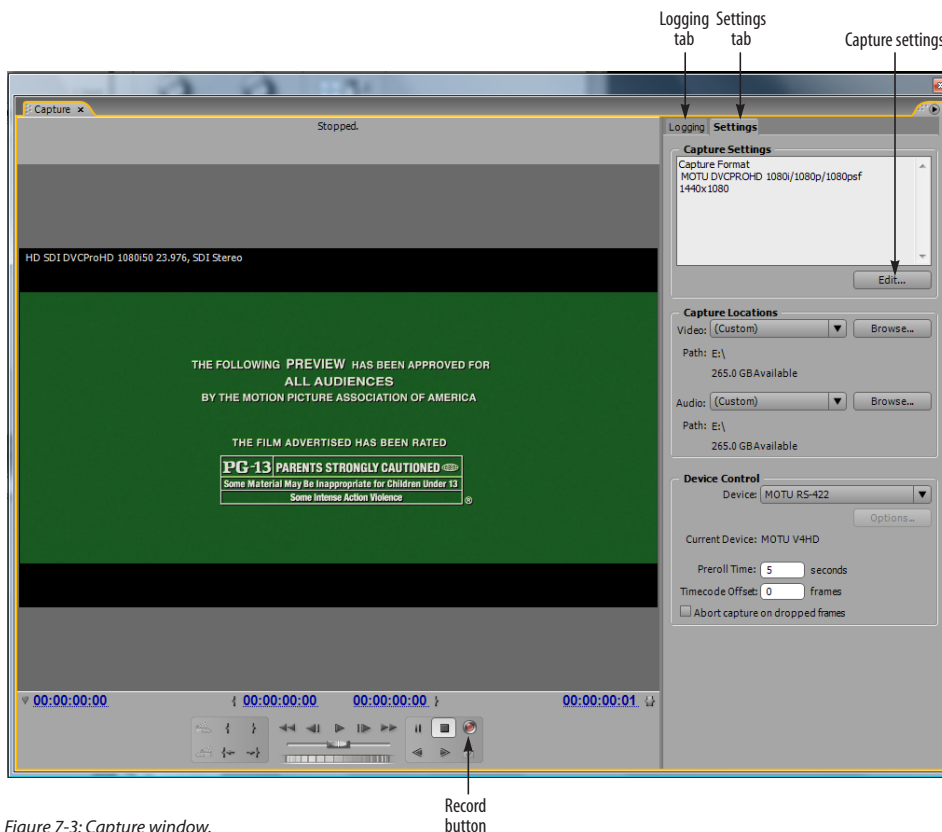 Logging tab
Settings tab
Capture settings
Capture ×
Stopped.
HD SDI DVCProHD 1080i50 23.976, SDI Stereo
THE FOLLOWING PREVIEW HAS BEEN APPROVED FOR
ALL AUDIENCES
BY THE MOTION PICTURE ASSOCIATION OF AMERICA
THE FILM ADVERTISED HAS BEEN RATED
PG-13 PARENTS STRONGLY CAUTIONED
Some Material May Be Inappropriate for Children Under 13
Some Intense Action Violence
®
00:00:00:00 { 00:00:00:00 00:00:00:00 } 00:00:00:01 {}
Logging Settings
Capture Settings
Capture Format
MOTU DVCPROHD 1080i/1080p/1080psf
1440x1080
Edit...
Capture Locations
Video: (Custom) Browse...
Path: E:\
265.0 GBAvailable
Audio: (Custom) Browse...
Path: E:\
265.0 GBAvailable
Device Control
Device: MOTU RS-422
Options...
Current Device: MOTU V4HD
Preroll Time: 5 seconds
Timecode Offset: 0 frames
Abort capture on dropped frames
Record button
Figure 7-3: Capture window.